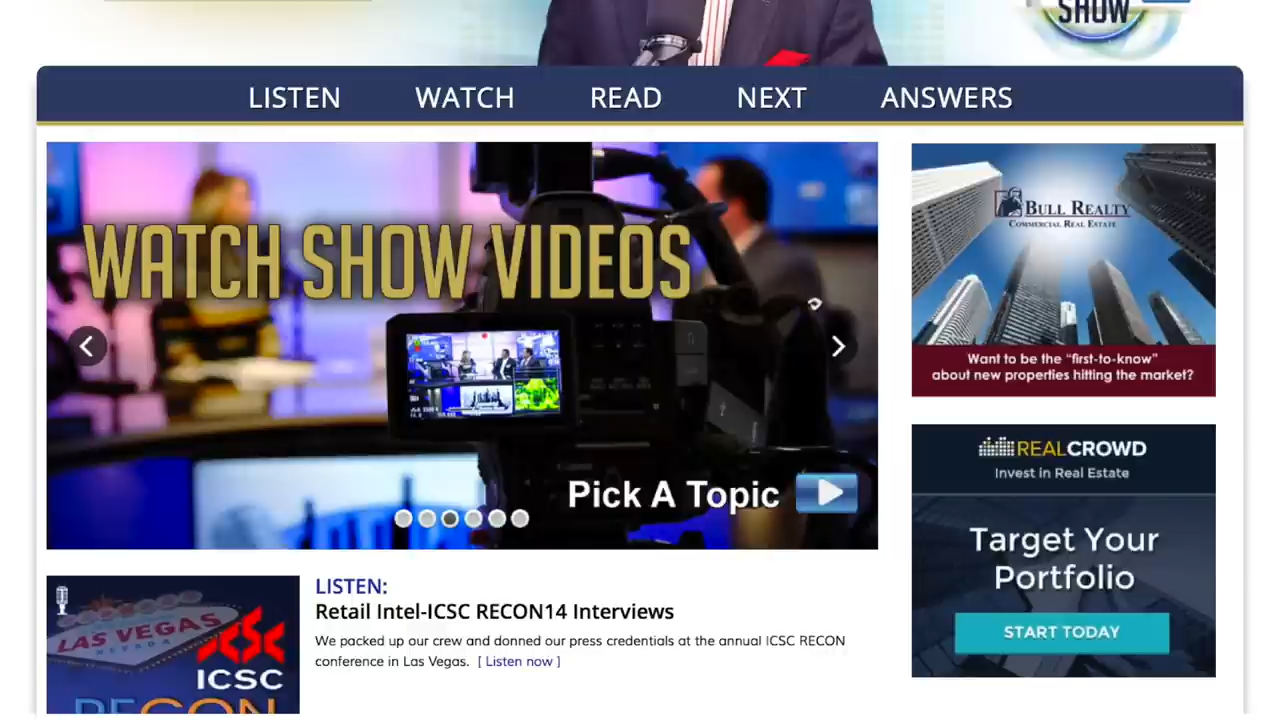 SHOW
LISTEN
WATCH
READ
NEXT
ANSWERS
WATCH SHOW VIDEOS
Pick A Topic
BULL REALTY
COMMERCIAL REAL ESTATE
Want to be the “first-to-know”
about new properties hitting the market?
REALCROWD
Invest in Real Estate
Target Your
Portfolio
START TODAY
LAS VEGAS
NEVADA
ICSC
ICSC
RECON
LISTEN:
Retail Intel-ICSC RECON14 Interviews
We packed up our crew and donned our press credentials at the annual ICSC RECON
conference in Las Vegas. [ Listen now ]